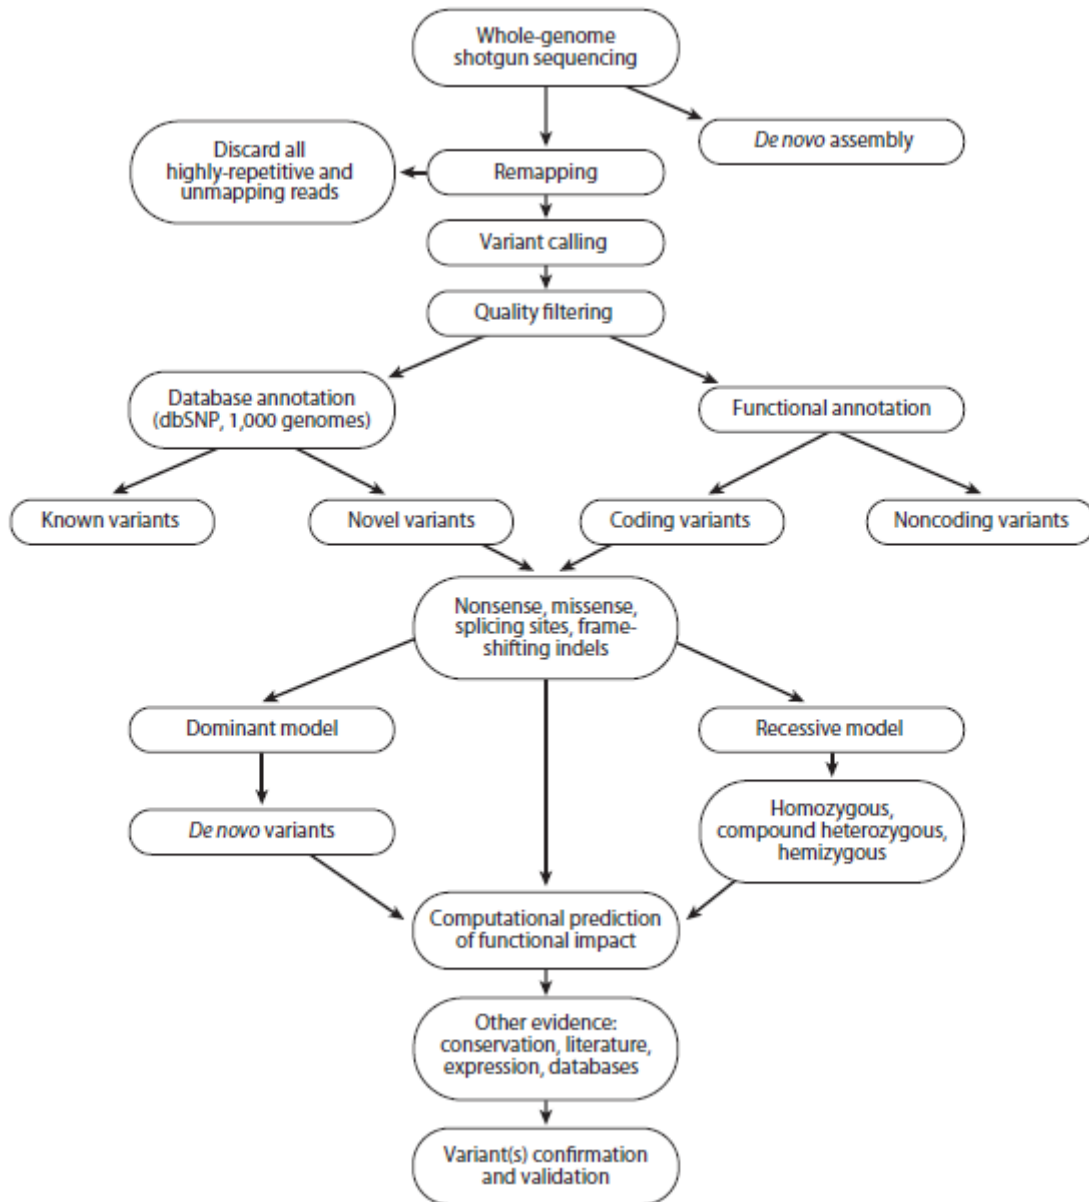 Whole-genome
shotgun sequencing
De novo assembly
Discard all
highly-repetitive and
unmapping reads
Remapping
Variant calling
Quality filtering
Database annotation
(dbSNP, 1,000 genomes)
Functional annotation
Known variants
Novel variants
Coding variants
Noncoding variants
Nonsense, missense,
splicing sites, frame-
shifting indels
Dominant model
Recessive model
De novo variants
Homozygous,
compound heterozygous,
hemizygous
Computational prediction
of functional impact
Other evidence:
conservation, literature,
expression, databases
Variant(s) confirmation
and validation